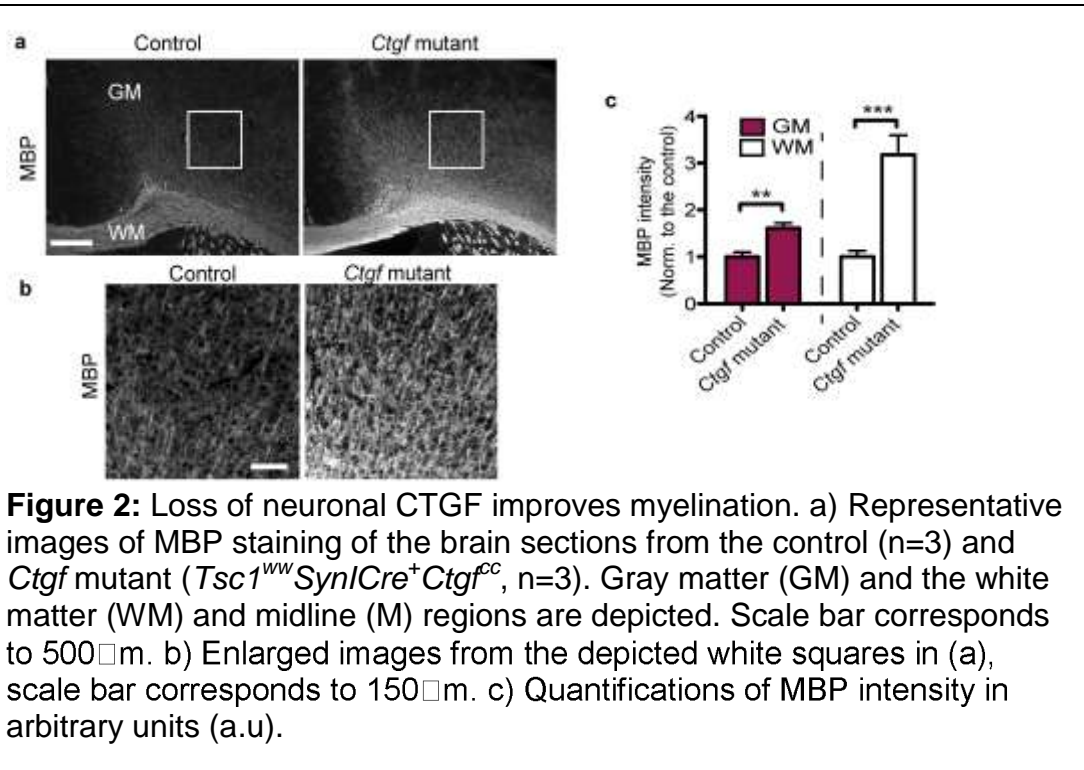 a
Control
Ctgf mutant
MBP
GM
WM
b
Control
Ctgf mutant
MBP
c
MBP intensity
(Norm. to the control)
4
3
2
1
0
GM
WM
**
***
Control
Ctgf mutant
Control
Ctgf mutant
Figure 2: Loss of neuronal CTGF improves myelination. a) Representative
images of MBP staining of the brain sections from the control (n=3) and
Ctgf mutant (Tsc1wwSynICre+Ctgfcc, n=3). Gray matter (GM) and the white
matter (WM) and midline (M) regions are depicted. Scale bar corresponds
to 500□m. b) Enlarged images from the depicted white squares in (a),
scale bar corresponds to 150□m. c) Quantifications of MBP intensity in
arbitrary units (a.u).